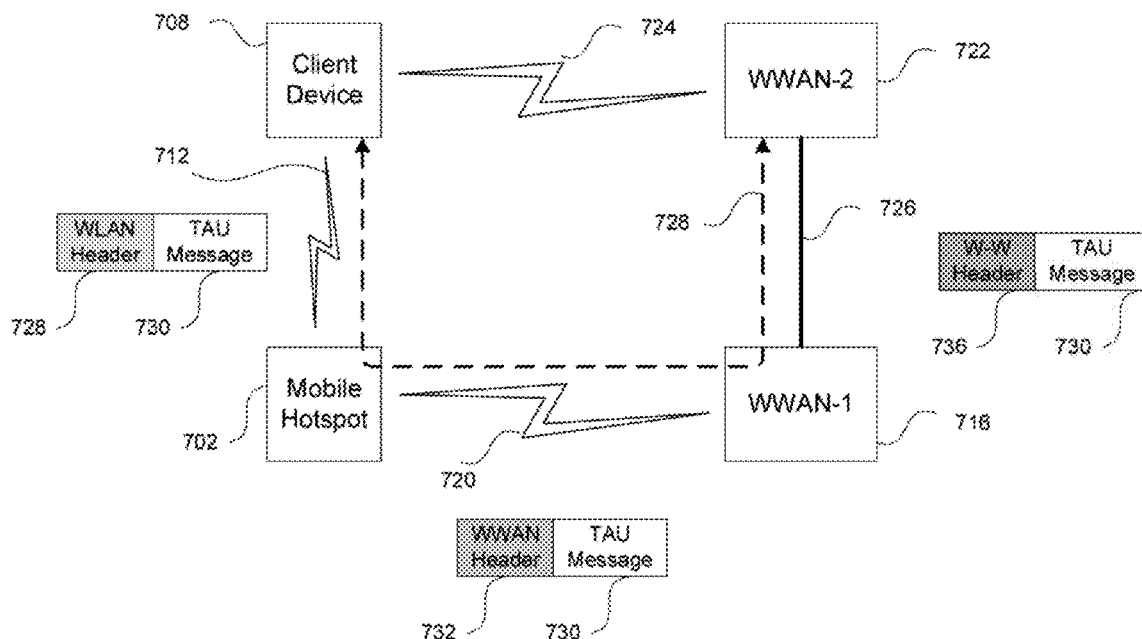 708
Client
Device
724
WWAN-2
722
712
WLAN
Header
TAU
Message
728
730
728
726
W-W
Header
TAU
Message
736
730
Mobile
Hotspot
702
WWAN-1
720
WWAN
Header
TAU
Message
732
730